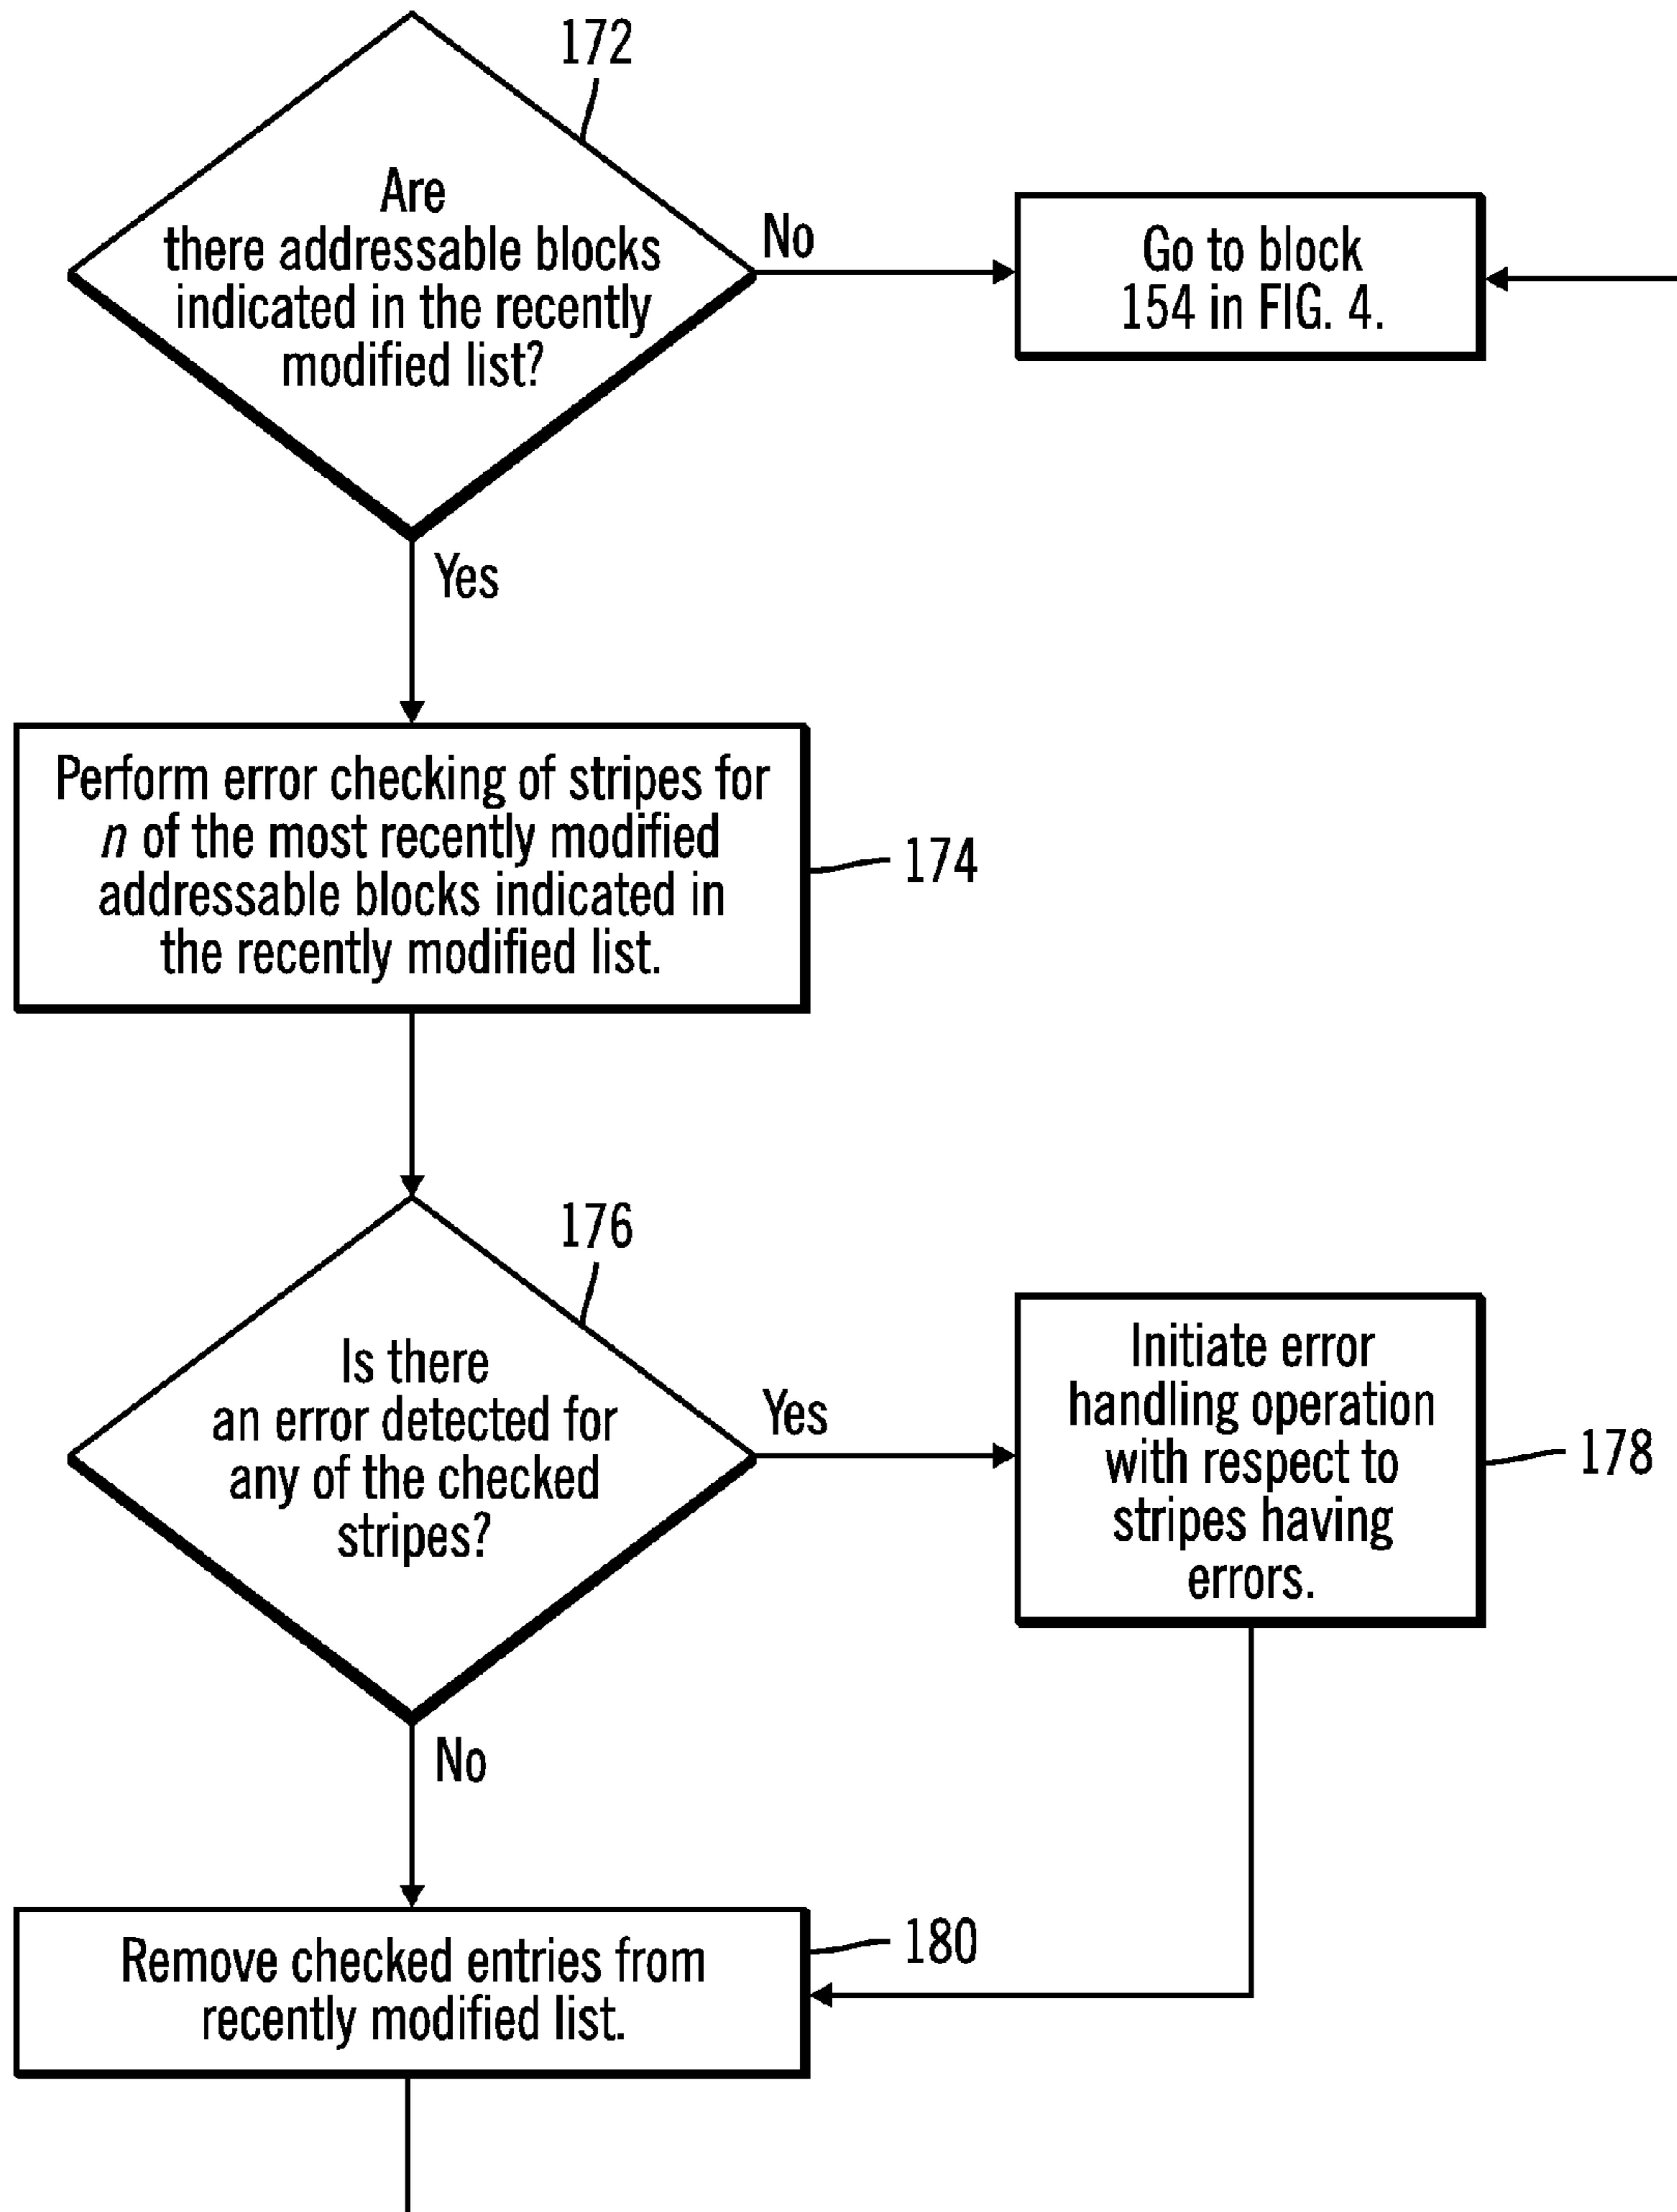 172
Are
there addressable blocks
indicated in the recently
modified list?
No
Go to block
154 in FIG. 4.
Yes
Perform error checking of stripes for
n of the most recently modified
addressable blocks indicated in
the recently modified list.
174
176
Is there
an error detected for
any of the checked
stripes?
Yes
Initiate error
handling operation
with respect to
stripes having
errors.
178
No
Remove checked entries from
recently modified list.
180